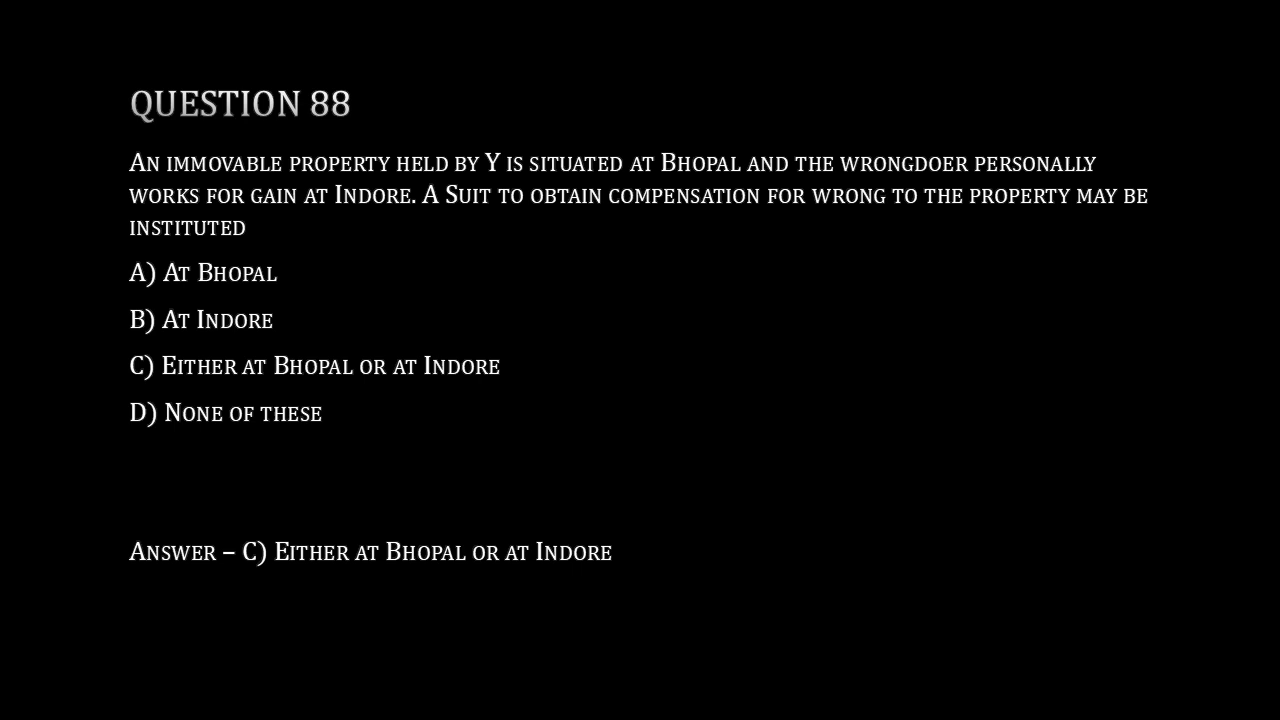 QUESTION 88
An immovable property held by Y is situated at Bhopal and the wrongdoer personally
works for gain at Indore. A Suit to obtain compensation for wrong to the property may be
instituted
A) At Bhopal
B) At Indore
C) Either at Bhopal or at Indore
D) None of these
Answer – C) Either at Bhopal or at Indore